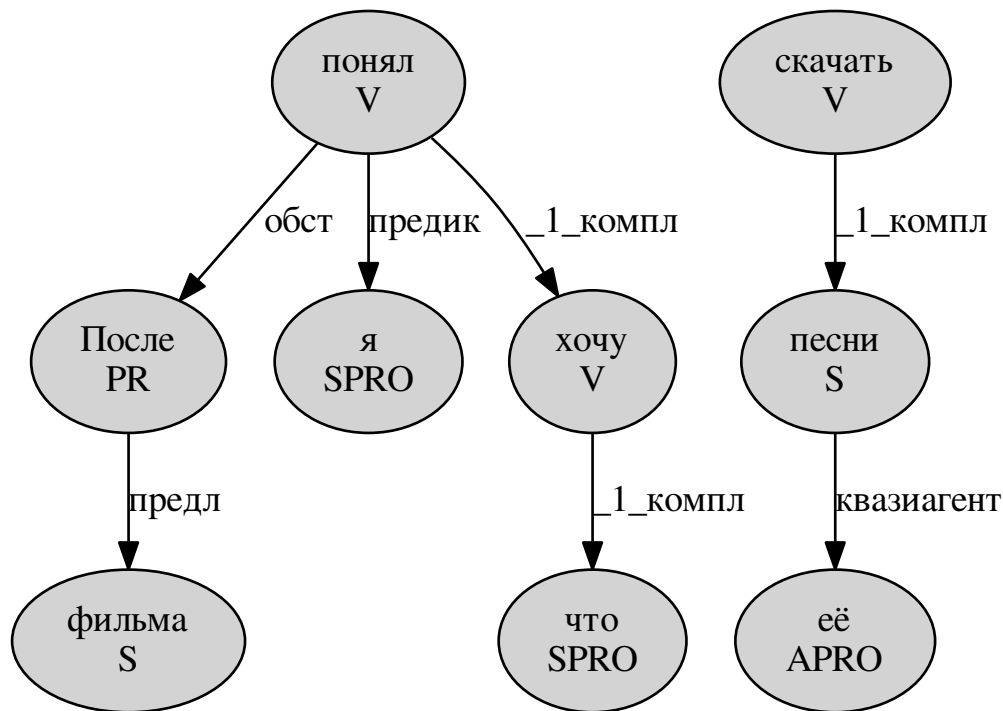 понял
V
скачать
V
обст
предик
_1_компл
_1_компл
После
PR
я
SPRO
хочу
V
песни
S
предл
_1_компл
квазиагент
фильма
S
что
SPRO
её
APRO